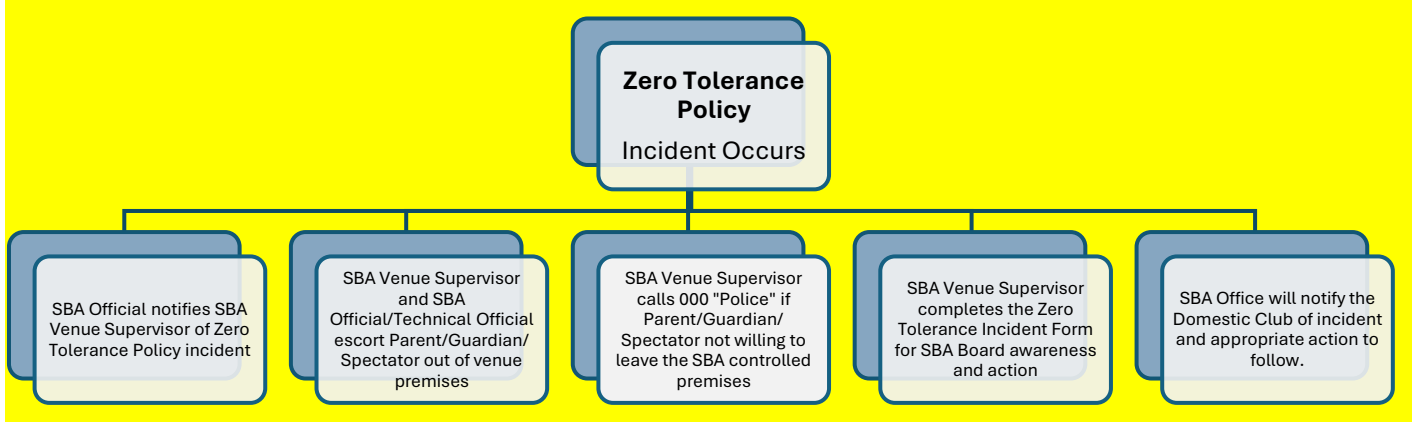 Zero Tolerance
Policy
Incident Occurs
SBA Official notifies SBA
Venue Supervisor of Zero
Tolerance Policy incident
SBA Venue Supervisor
and SBA
Official/Technical Official
escort Parent/Guardian/
Spectator out of venue
premises
SBA Venue Supervisor
calls 000 "Police" if
Parent/Guardian/
Spectator not willing to
leave the SBA controlled
premises
SBA Venue Supervisor
completes the Zero
Tolerance Incident Form
for SBA Board awareness
and action
SBA Office will notify the
Domestic Club of incident
and appropriate action to
follow.